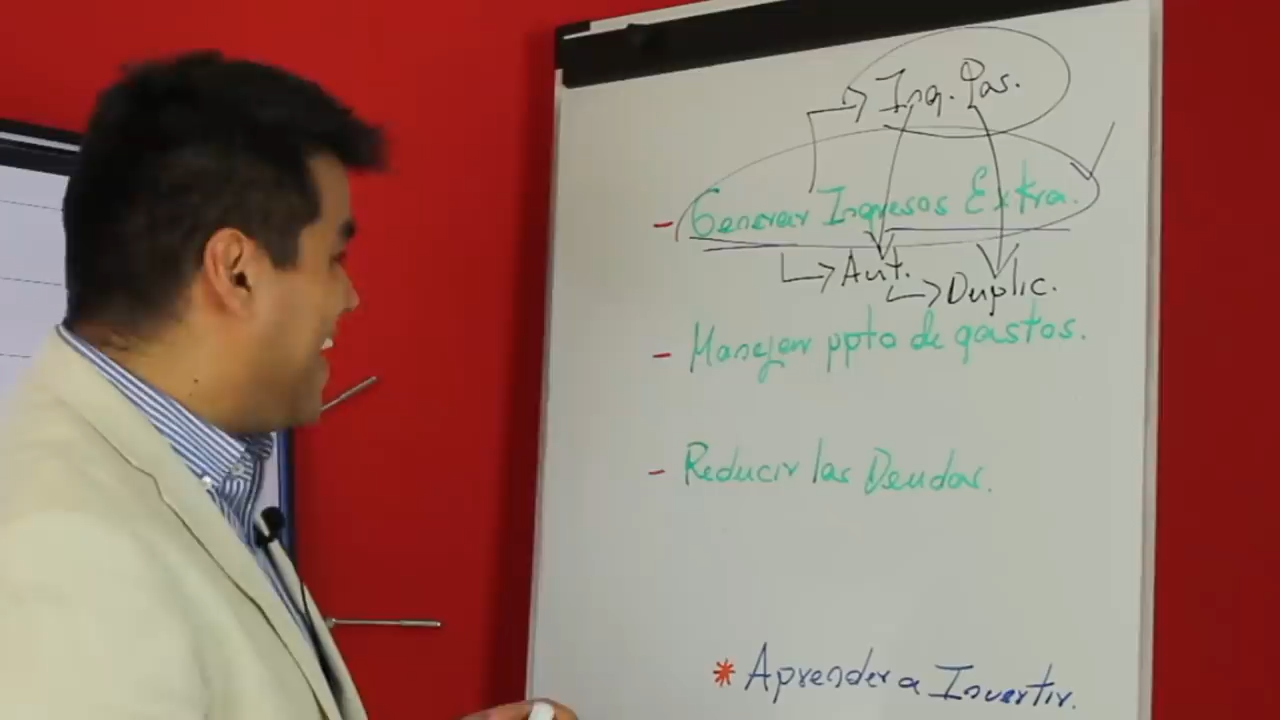 Ing. Pas.
- Generar Ingresos Extra.
Aut.
Duplic.
- Manejar ppto de gastos.
- Reducir las Deudas.
* Aprender a Invertir.